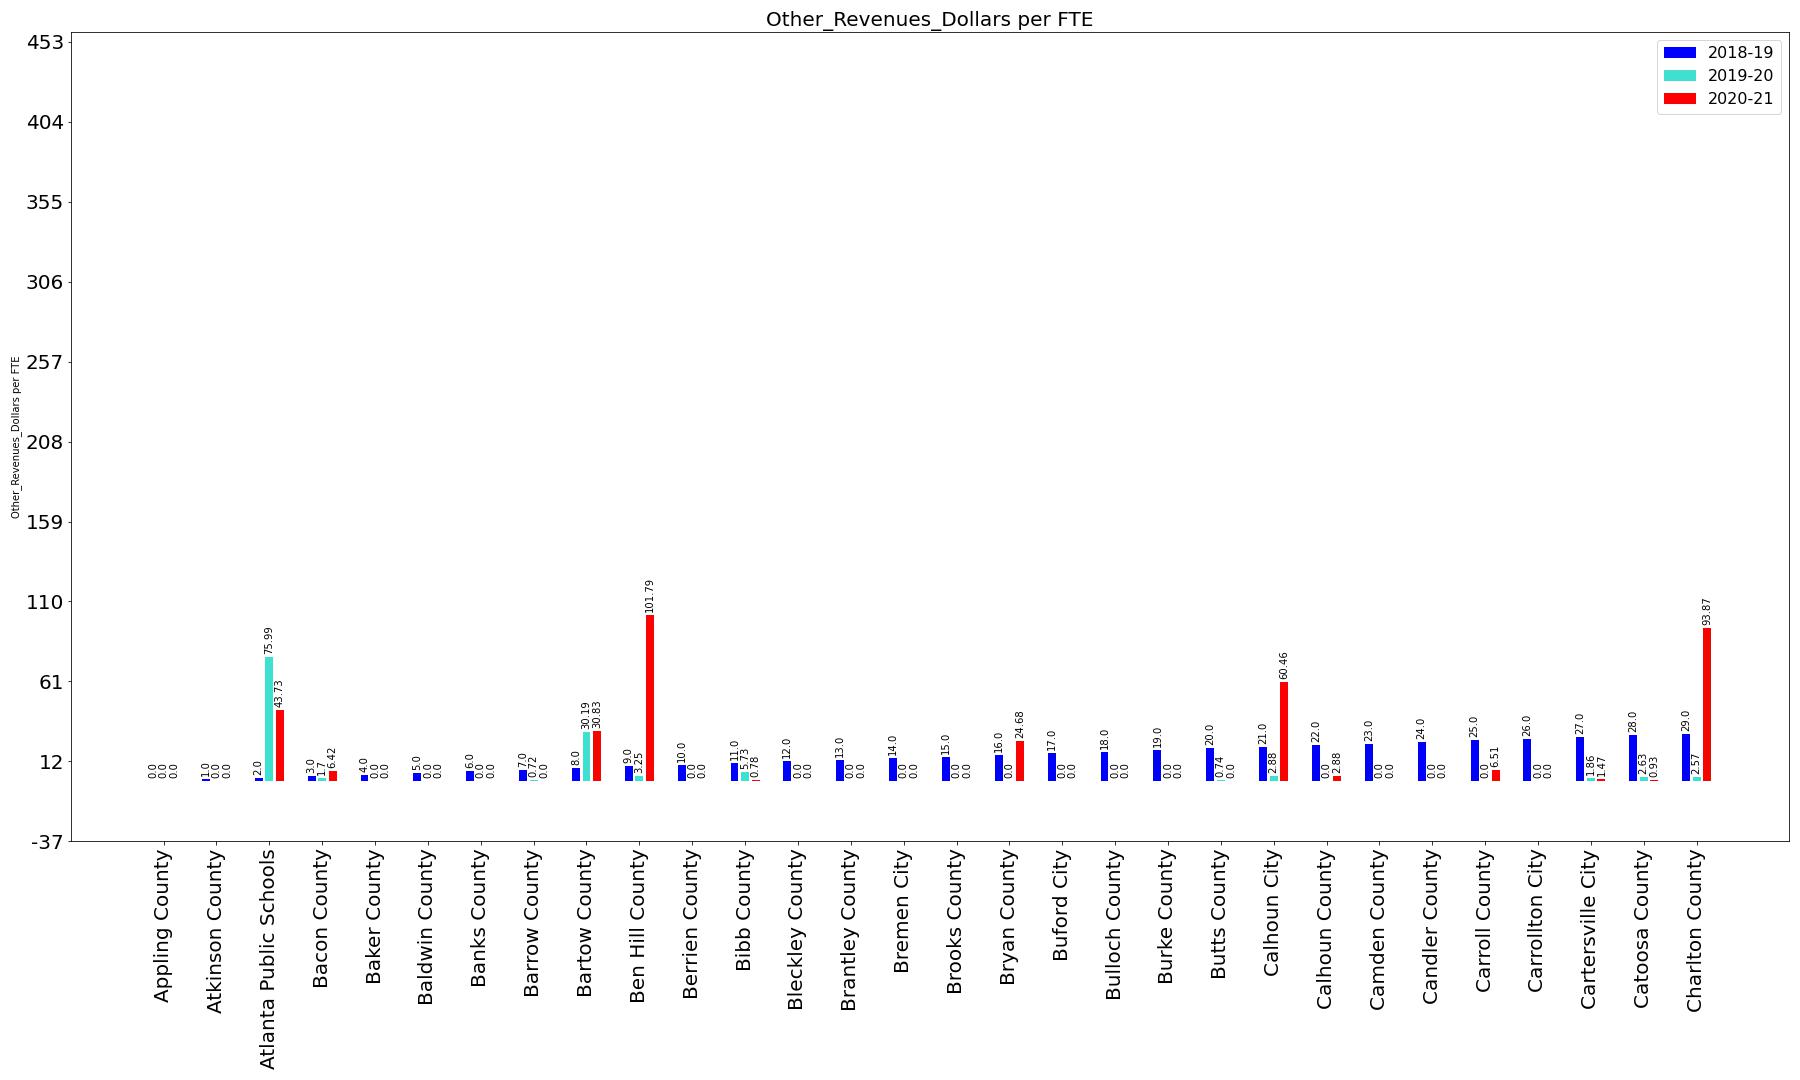 Other_Revenues_Dollars per FTE
2018-19
2019-20
2020-21
Other_Revenues_Dollars per FTE
453
404
355
306
257
208
159
110
61
12
-37
0.0 0.0 0.0
1.0 0.0 0.0
2.0 75.99 43.73
3.0 1.7 6.42
4.0 0.0 0.0
5.0 0.0 0.0
6.0 0.0 0.0
7.0 0.72 0.0
8.0 30.19 30.83
9.0 3.25 101.79
10.0 0.0 0.0
11.0 5.73 0.78
12.0 0.0 0.0
13.0 0.0 0.0
14.0 0.0 0.0
15.0 0.0 0.0
16.0 0.0 24.68
17.0 0.0 0.0
18.0 0.0 0.0
19.0 0.0 0.0
20.0 0.74 0.0
21.0 2.88 60.46
22.0 0.0 2.88
23.0 0.0 0.0
24.0 0.0 0.0
25.0 0.0 6.51
26.0 0.0 0.0
27.0 1.86 1.47
28.0 2.63 0.93
29.0 2.57 93.87
Appling County
Atkinson County
Atlanta Public Schools
Bacon County
Baker County
Baldwin County
Banks County
Barrow County
Bartow County
Ben Hill County
Berrien County
Bibb County
Bleckley County
Brantley County
Bremen City
Brooks County
Bryan County
Buford City
Bulloch County
Burke County
Butts County
Calhoun City
Calhoun County
Camden County
Candler County
Carroll County
Carrollton City
Cartersville City
Catoosa County
Charlton County